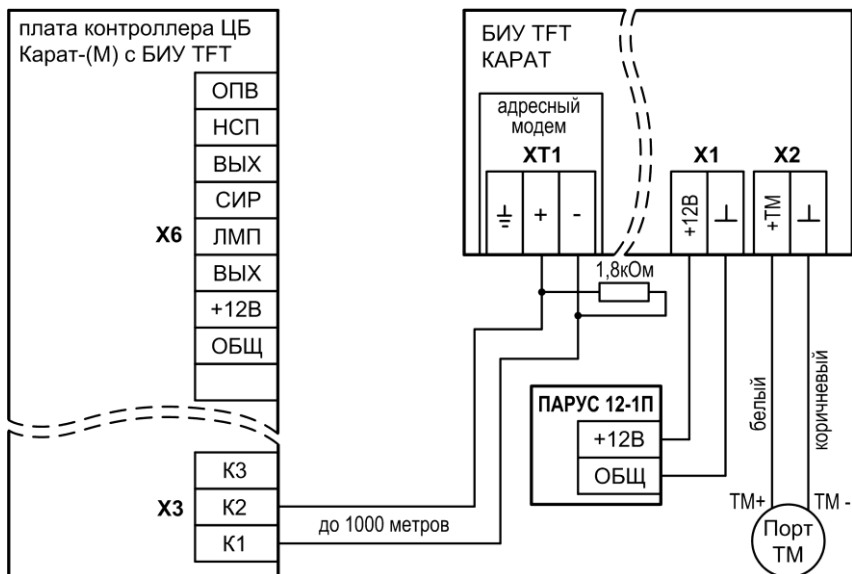 плата контроллера ЦБ
Карат-(М) с БИУ TFT
ОПВ
НСП
ВЫХ
СИР
X6
ЛМП
ВЫХ
+12В
ОБЩ
К3
X3
К2
К1
до 1000 метров
БИУ TFT
КАРАТ
адресный
модем
XT1
+
-
X1
+12В
X2
+ТМ
1,8кОм
ПАРУС 12-1П
+12В
ОБЩ
белый
коричневый
ТМ+
ТМ -
Порт
ТМ